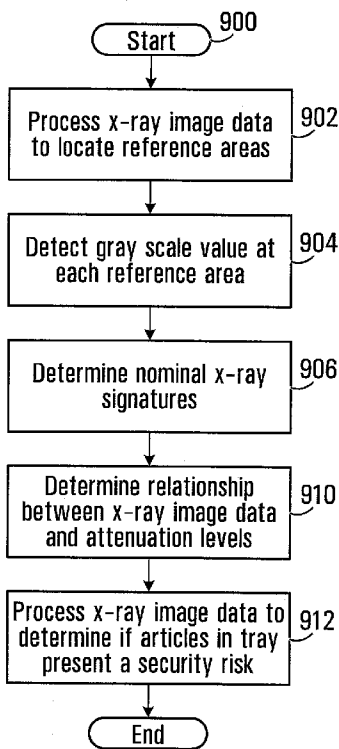 Start
900
Process x-ray image data
to locate reference areas
902
Detect gray scale value at
each reference area
904
Determine nominal x-ray
signatures
906
Determine relationship
between x-ray image data
and attenuation levels
910
Process x-ray image data to
determine if articles in tray
present a security risk
912
End